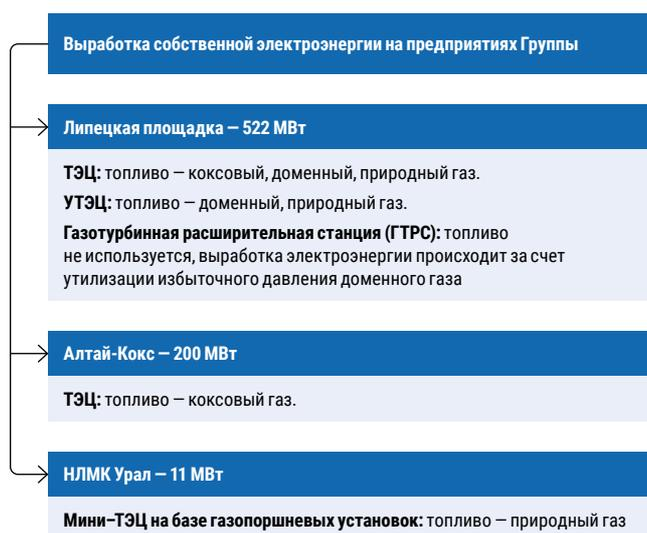 Выработка собственной электроэнергии на предприятиях Группы
Липецкая площадка — 522 МВт
ТЭЦ: топливо — коксовый, доменный, природный газ.
УТЭЦ: топливо — доменный, природный газ.
Газотурбинная расширительная станция (ГТРС): топливо
не используется, выработка электроэнергии происходит за счет
утилизации избыточного давления доменного газа
Алтай-Кокс — 200 МВт
ТЭЦ: топливо — коксовый газ.
НЛМК Урал — 11 МВт
Мини–ТЭЦ на базе газопоршневых установок: топливо — природный газ